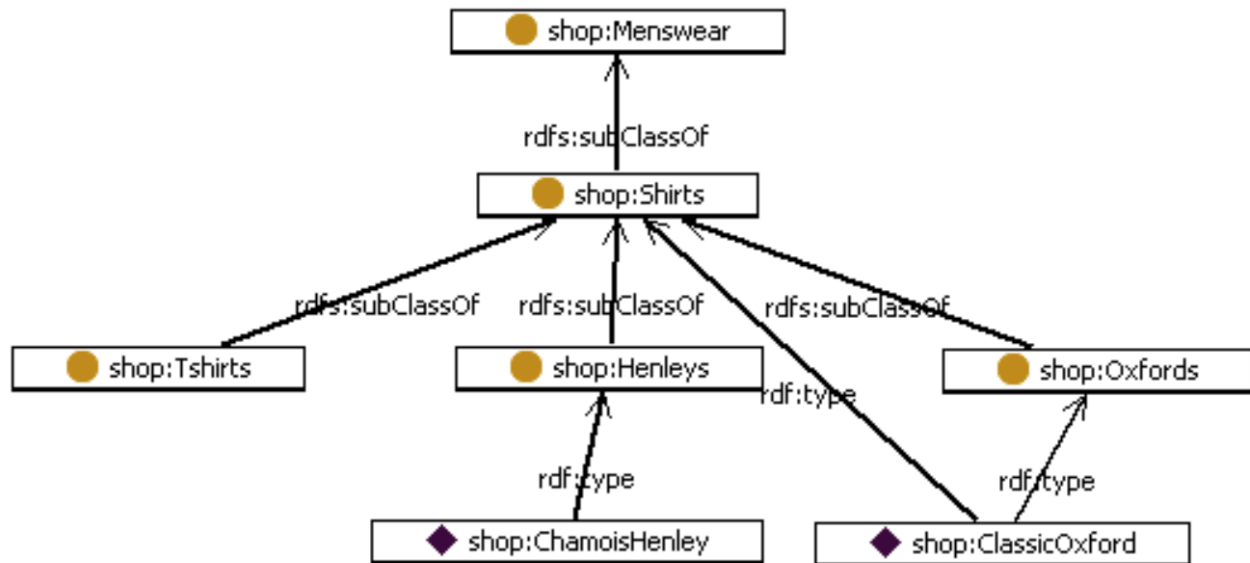 shop:Menswear
rdfs:subClassOf
shop:Shirts
rdfs:subClassOf
rdfs:subClassOf
rdfs:subClassOf
shop:Tshirts
shop:Henleys
shop:Oxfords
rdf:type
rdf:type
rdf:type
shop:ChamoisHenley
shop:ClassicOxford